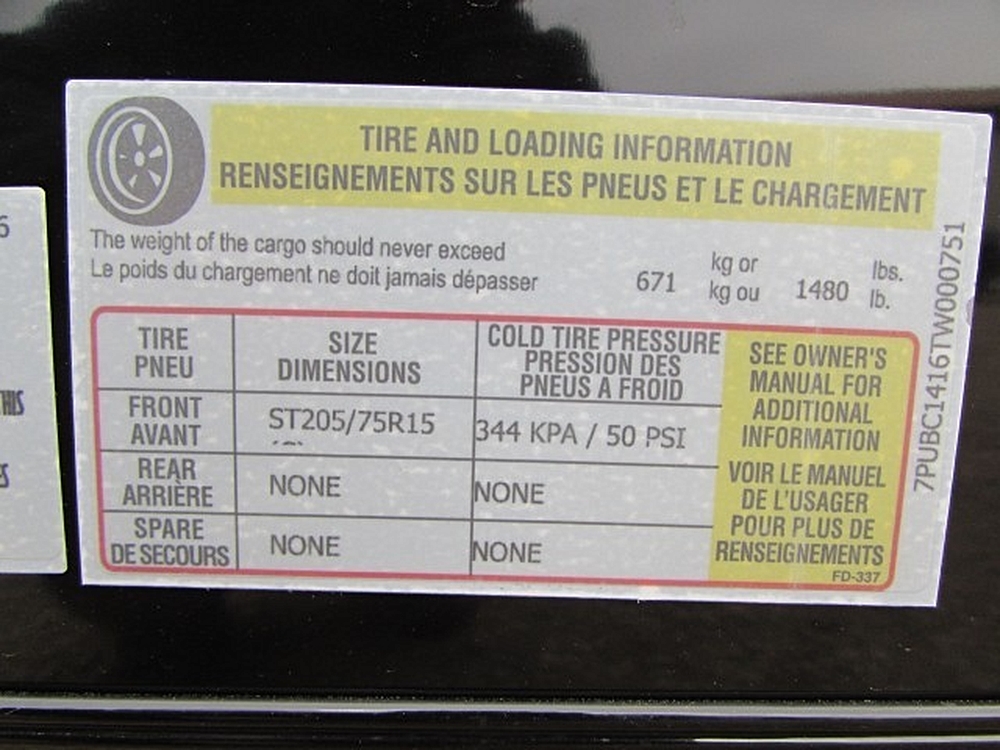 TIRE AND LOADING INFORMATION
RENSEIGNEMENTS SUR LES PNEUS ET LE CHARGEMENT
The weight of the cargo should never exceed
Le poids du chargement ne doit jamais dépasser
671 kg or 1480 lbs.
kg ou lb.
TIRE
PNEU
SIZE
DIMENSIONS
COLD TIRE PRESSURE
PRESSION DES
PNEUS A FROID
FRONT
AVANT
ST205/75R15
344 KPA / 50 PSI
REAR
ARRIÈRE
NONE
NONE
SPARE
DE SECOURS
NONE
NONE
SEE OWNER'S
MANUAL FOR
ADDITIONAL
INFORMATION
VOIR LE MANUEL
DE L'USAGER
POUR PLUS DE
RENSEIGNEMENTS
FD-337
7PUBC1416TW000751
6
HIS
S